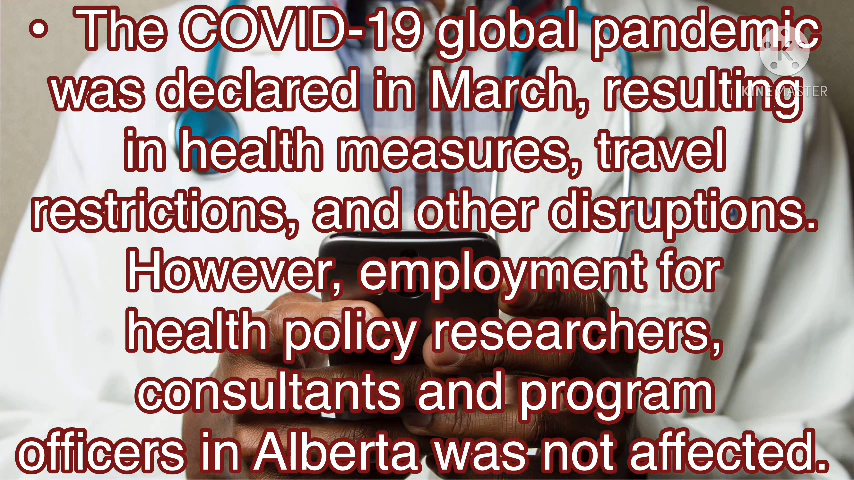 • The COVID-19 global pandemic
was declared in March, resulting
in health measures, travel
restrictions, and other disruptions.
However, employment for
health policy researchers,
consultants and program
officers in Alberta was not affected.
KINEMASTER